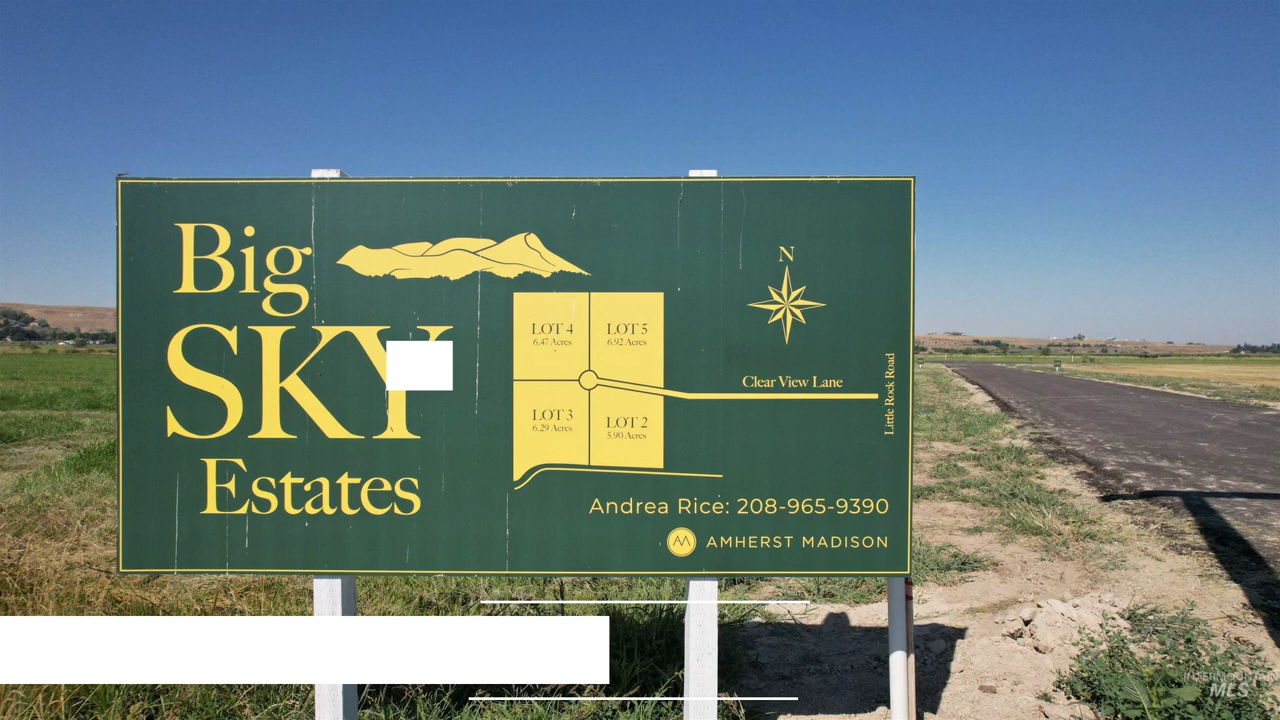 Big
SKY
Estates
LOT 4
6.47 Acres
LOT 5
6.92 Acres
LOT 3
6.29 Acres
LOT 2
5.90 Acres
N
Clear View Lane
Little Rock Road
Andrea Rice: 208-965-9390
AMHERST MADISON
INTERMOUNTAIN
MLS